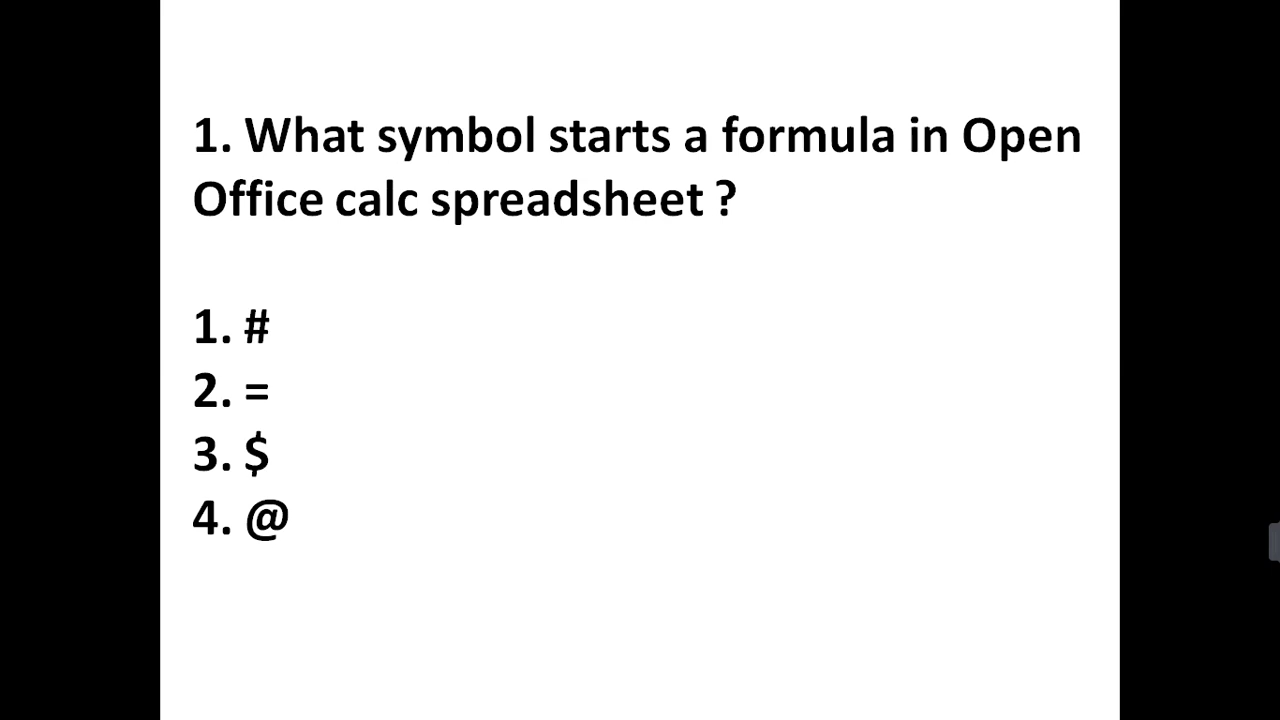 1. What symbol starts a formula in Open
Office calc spreadsheet ?
1. #
2. =
3. $
4. @